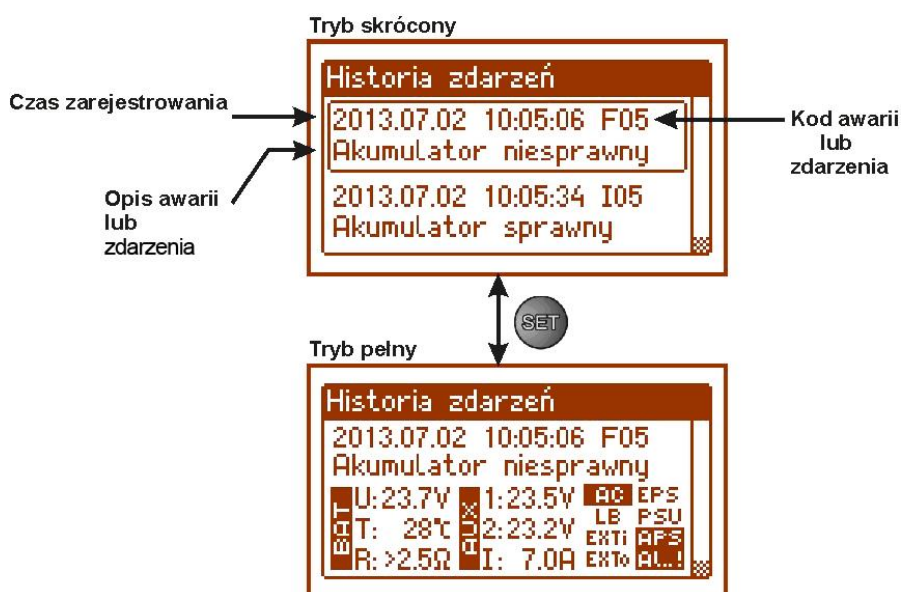 Tryb skrócony
Historia zdarzeń
Czas zarejestrowania
2013.07.02 10:05:06 F05
Akumulator niesprawny
Kod awarii
lub
zdarzenia
Opis awarii
lub
zdarzenia
2013.07.02 10:05:34 I05
Akumulator sprawny
SET
Tryb pełny
Historia zdarzeń
2013.07.02 10:05:06 F05
Akumulator niesprawny
BAT
U:23.7V
T: 28℃
R:>2.5Ω
AUX
1:23.5V
2:23.2V
I: 7.0A
AC EPS
LB PSU
EXTi APS
EXTo AL..!